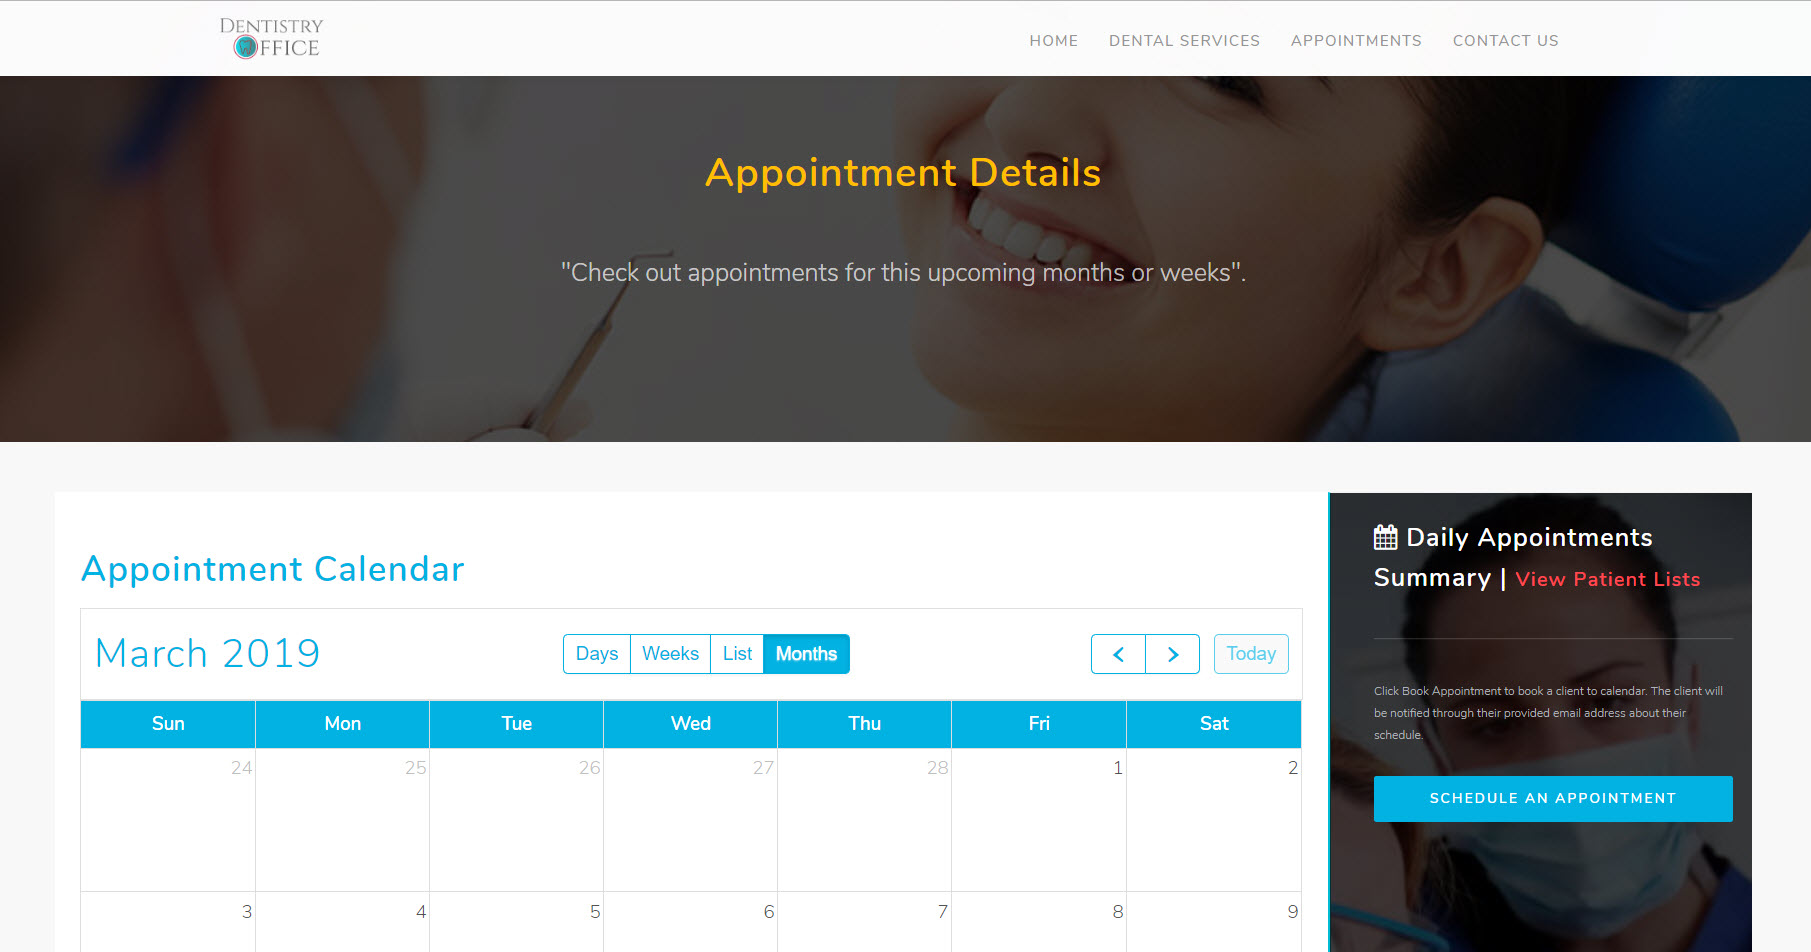 DENTISTRY
OFFICE
HOME DENTAL SERVICES APPOINTMENTS CONTACT US
Appointment Details
"Check out appointments for this upcoming months or weeks".
Appointment Calendar
March 2019
Days Weeks List Months
Today
Sun Mon Tue Wed Thu Fri Sat
24 25 26 27 28 1 2
3 4 5 6 7 8 9
Daily Appointments
Summary | View Patient Lists
Click Book Appointment to book a client to calendar. The client will
be notified through their provided email address about their
schedule.
SCHEDULE AN APPOINTMENT